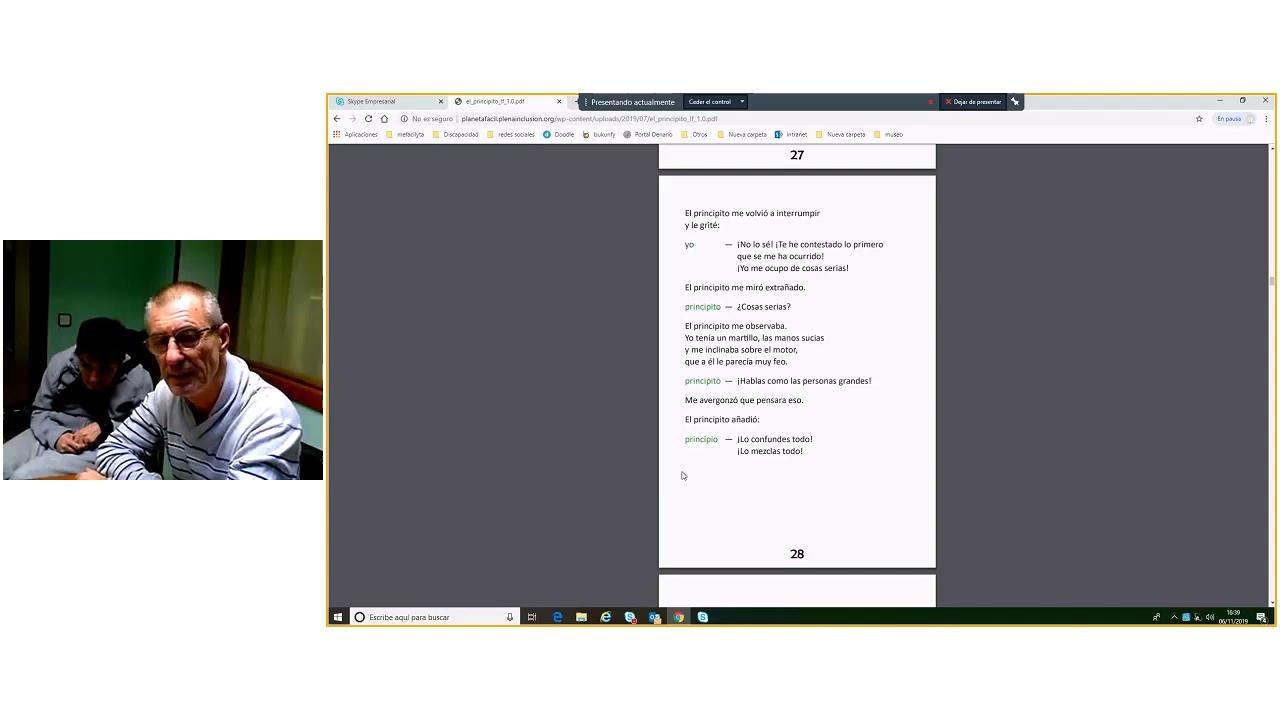 Skype Empresarial
el_principito_lf_1.0.pdf
Presentando actualmente
Ceder el control
Dejar de presentar
No es seguro
planetafacil.plenainclusion.org/wp-content/uploads/2019/07/el_principito_lf_1.0.pdf
En pausa
Aplicaciones
mefacilyta
Discapacidad
redes sociales
Doodle
bukunfy
Portal Denario
Otros
Nueva carpeta
intranet
Nueva carpeta
museo
27
El principito me volvió a interrumpir
y le grité:
yo — ¡No lo sé! ¡Te he contestado lo primero
que se me ha ocurrido!
¡Yo me ocupo de cosas serias!
El principito me miró extrañado.
principito — ¿Cosas serias?
El principito me observaba.
Yo tenía un martillo, las manos sucias
y me inclinaba sobre el motor,
que a él le parecía muy feo.
principito — ¡Hablas como las personas grandes!
Me avergonzó que pensara eso.
El principito añadió:
principio — ¡Lo confundes todo!
¡Lo mezclas todo!
28
Escribe aquí para buscar
16:39
06/11/2019